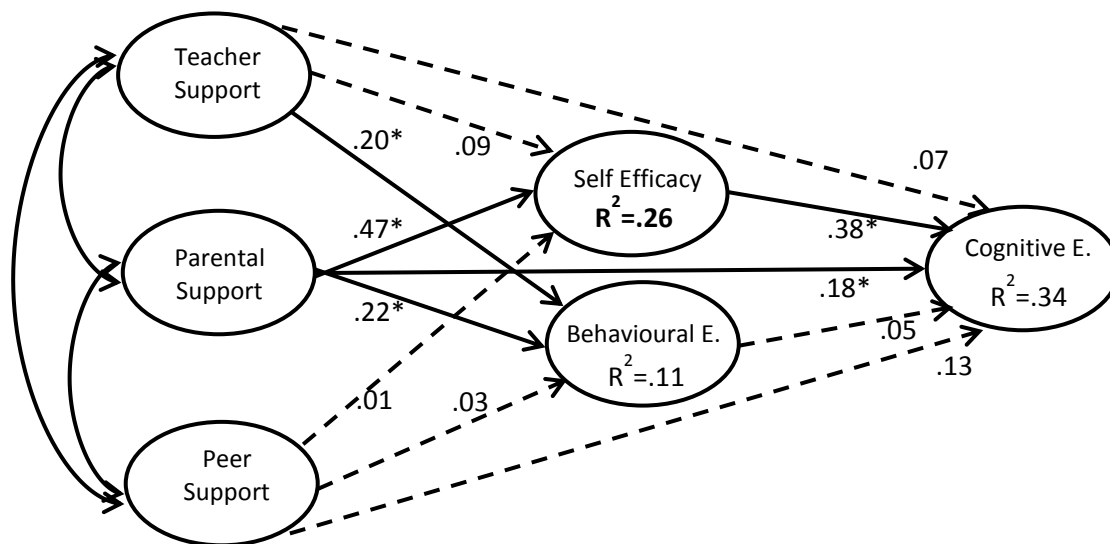 Teacher
Support
.20*
.09
.07
Self Efficacy
R²=.26
.47*
.38*
Parental
Support
Cognitive E.
R²=.34
.18*
.22*
Behavioural E.
R²=.11
.05
.13
.01
.03
Peer
Support